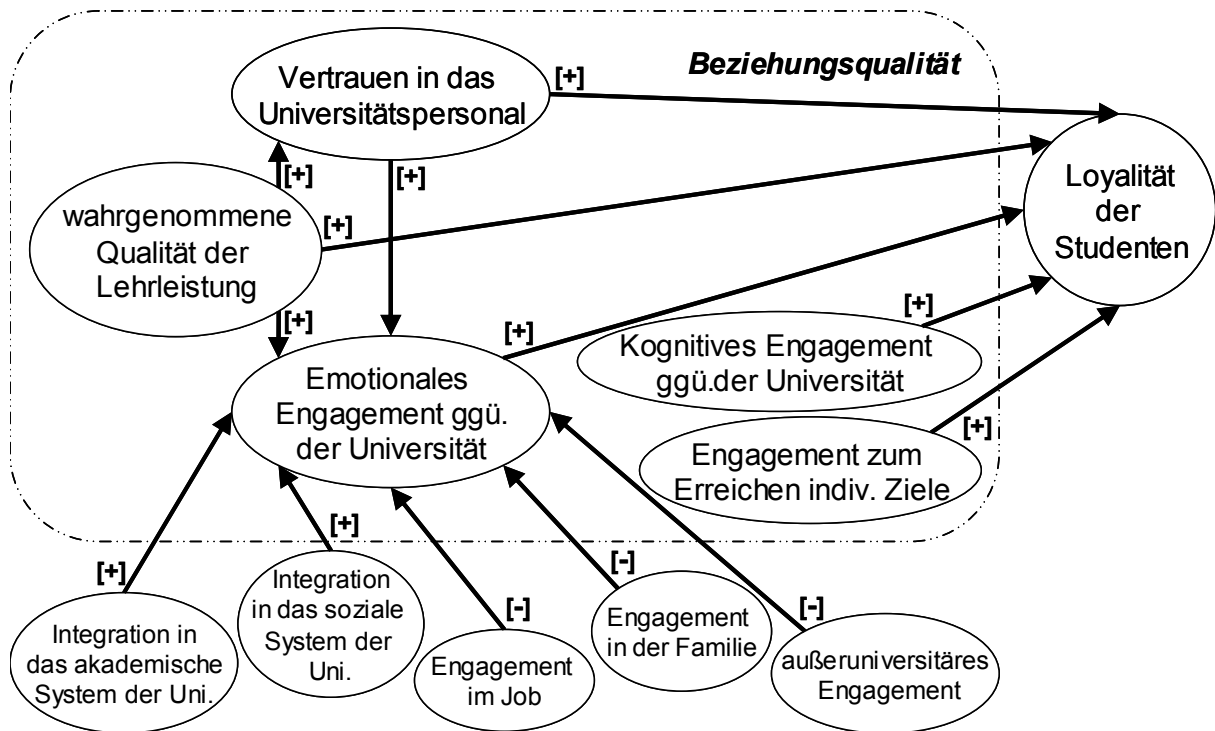 Beziehungsqualität
Vertrauen in das
Universitätspersonal
[+]
[+]
[+]
wahrgenommene
Qualität der
Lehrleistung
[+]
[+]
Loyalität
der
Studenten
Emotionales
Engagement ggü.
der Universität
[+]
[+]
Kognitives Engagement
ggü.der Universität
[+]
Engagement zum
Erreichen indiv. Ziele
[+]
Integration in
das akademische
System der Uni.
[+]
Integration
in das soziale
System der
Uni.
[-]
Engagement
im Job
[-]
Engagement
in der Familie
[-]
außeruniversitäres
Engagement